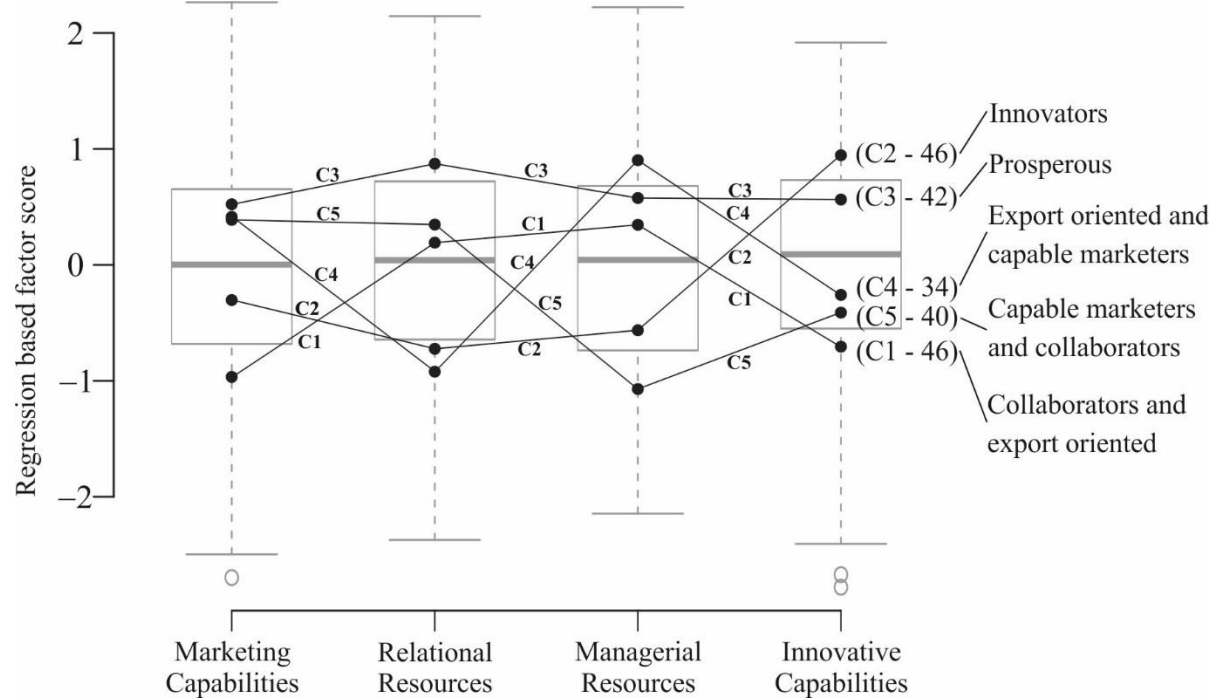 Regression based factor score
2
1
0
−1
−2
C3
C5
C4
C2
C1
C3
C1
C4
C5
C2
C3
C4
C2
C1
C5
(C2 - 46)
(C3 - 42)
(C4 - 34)
(C5 - 40)
(C1 - 46)
Innovators
Prosperous
Export oriented and
capable marketers
Capable marketers
and collaborators
Collaborators and
export oriented
Marketing
Capabilities
Relational
Resources
Managerial
Resources
Innovative
Capabilities